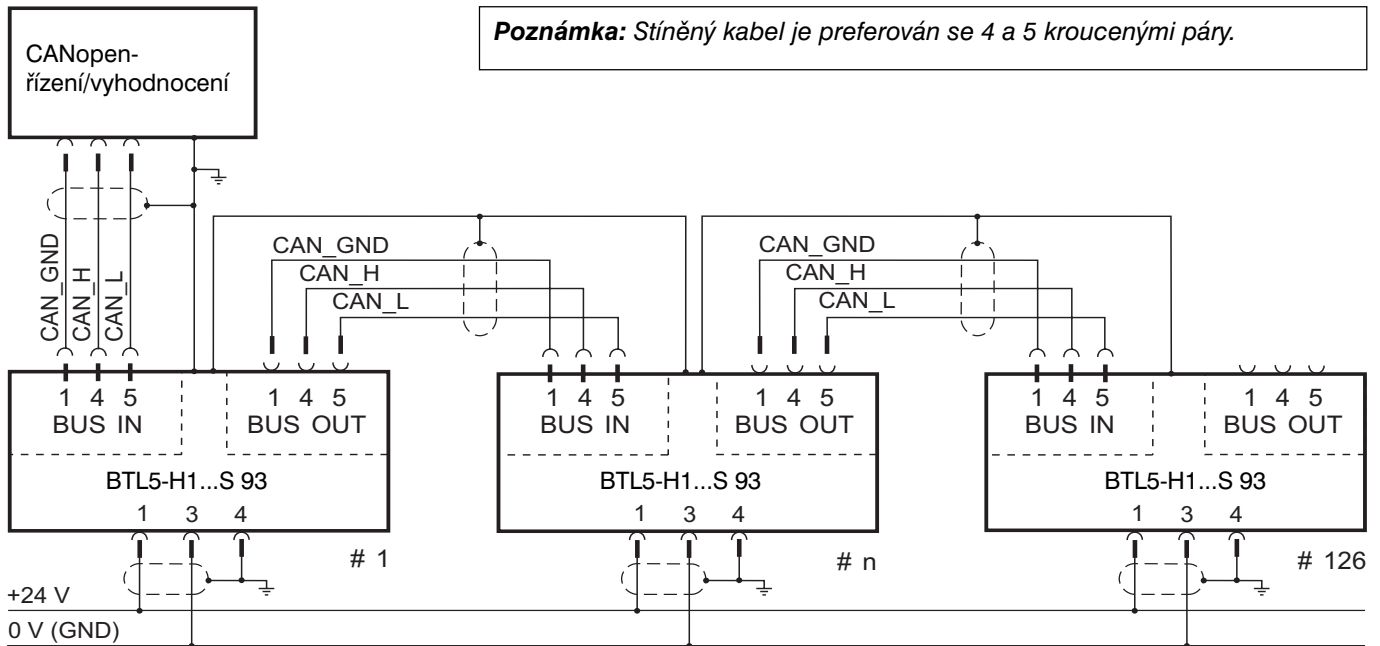 CANopen-
řízení/vyhodnocení
Poznámka: Stíněný kabel je preferován se 4 a 5 kroucenými páry.
CAN_GND
CAN_H
CAN_L
CAN_GND
CAN_H
CAN_L
CAN_GND
CAN_H
CAN_L
1 4 5
BUS IN
1 4 5
BUS OUT
BTL5-H1...S 93
1 3 4
# 1
1 4 5
BUS IN
1 4 5
BUS OUT
BTL5-H1...S 93
1 3 4
# n
1 4 5
BUS IN
1 4 5
BUS OUT
BTL5-H1...S 93
1 3 4
# 126
+24 V
0 V (GND)